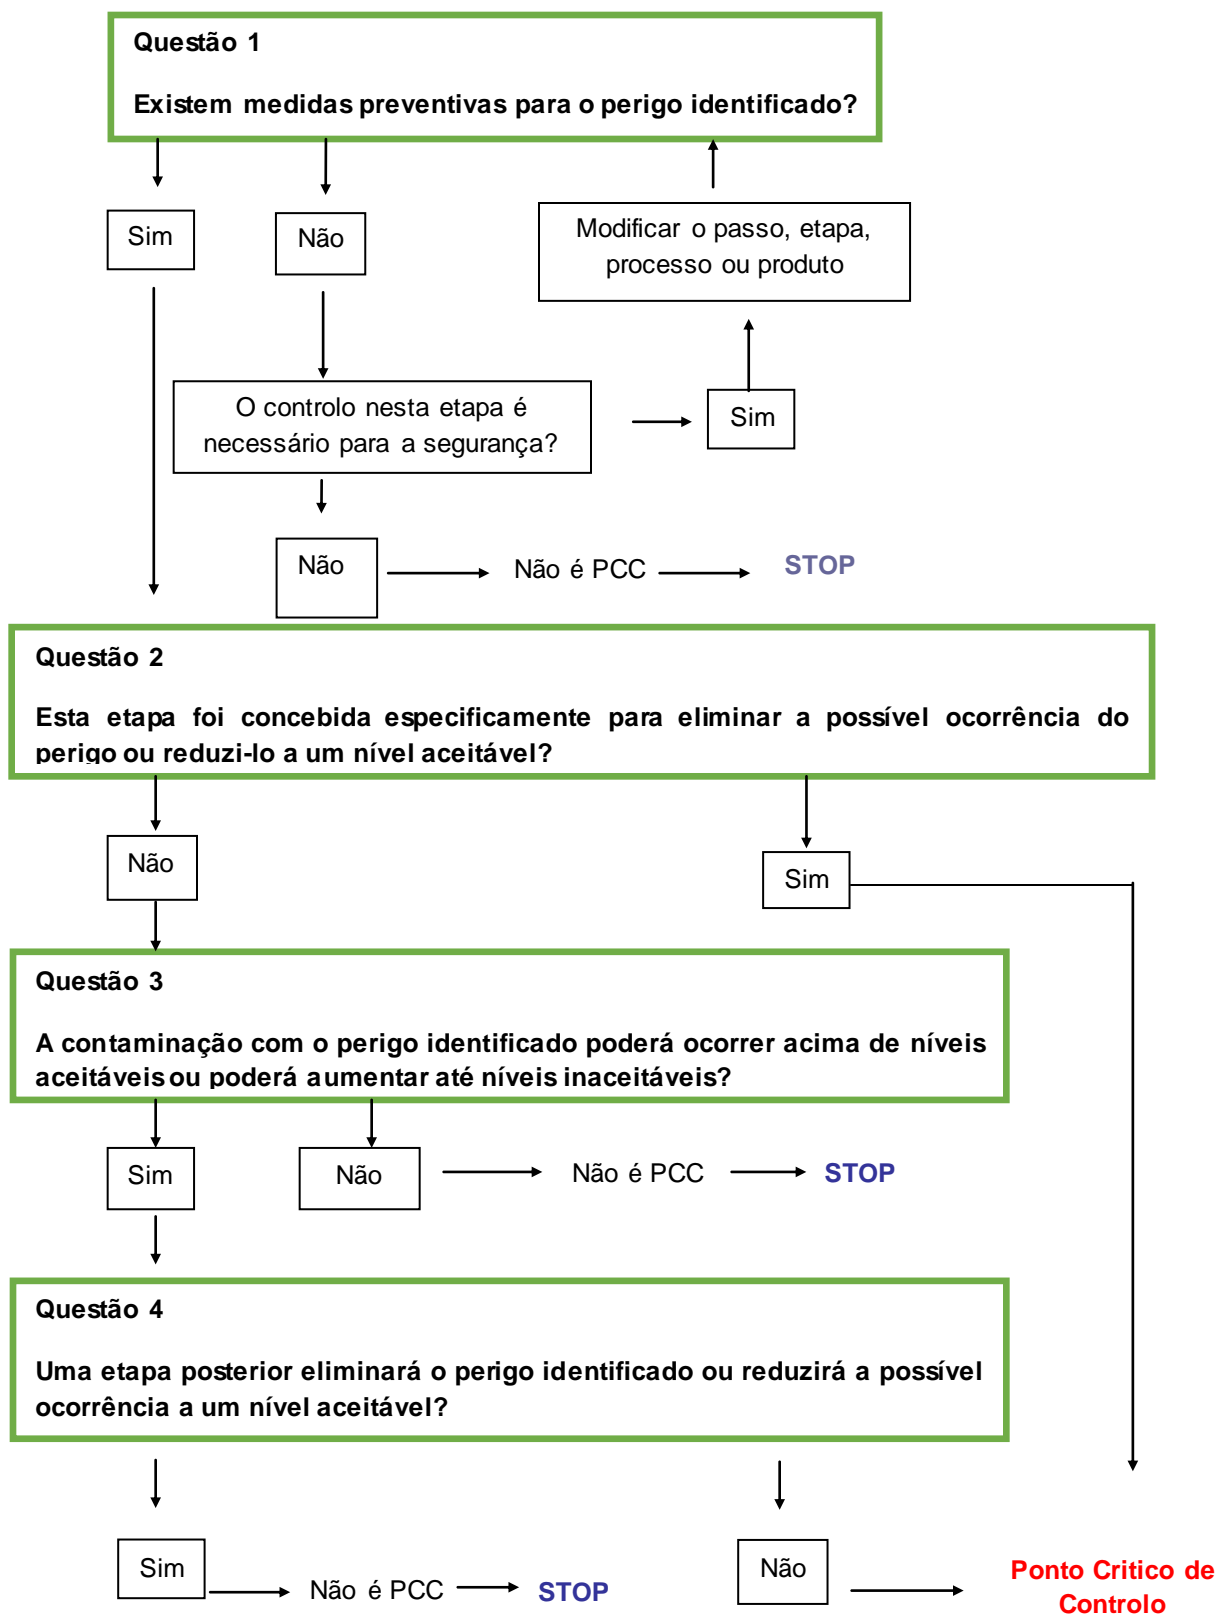 Questão 1
Existem medidas preventivas para o perigo identificado?
Sim
Não
Modificar o passo, etapa,
processo ou produto
O controlo nesta etapa é
necessário para a segurança?
Sim
Não
Não é PCC
STOP
Questão 2
Esta etapa foi concebida especificamente para eliminar a possível ocorrência do
perigo ou reduzi-lo a um nível aceitável?
Não
Sim
Questão 3
A contaminação com o perigo identificado poderá ocorrer acima de níveis
aceitáveis ou poderá aumentar até níveis inaceitáveis?
Sim
Não
Não é PCC
STOP
Questão 4
Uma etapa posterior eliminará o perigo identificado ou reduzirá a possível
ocorrência a um nível aceitável?
Sim
Não é PCC
STOP
Não
Ponto Critico de
Controlo